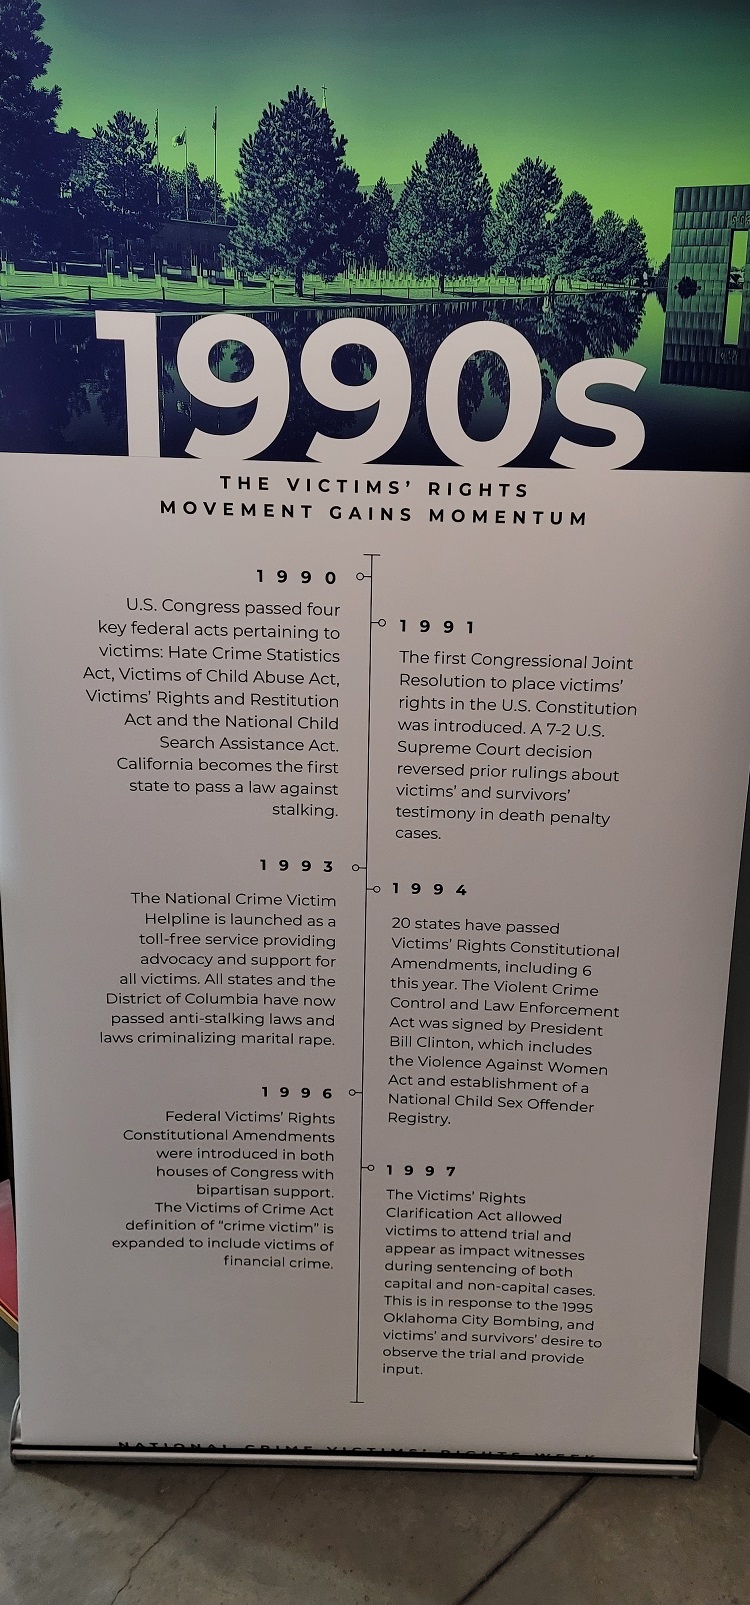 1990s
THE VICTIMS' RIGHTS
MOVEMENT GAINS MOMENTUM
1990
U.S. Congress passed four
key federal acts pertaining to
victims: Hate Crime Statistics
Act, Victims of Child Abuse Act,
Victims' Rights and Restitution
Act and the National Child
Search Assistance Act.
California becomes the first
state to pass a law against
stalking.
1991
The first Congressional Joint
Resolution to place victims'
rights in the U.S. Constitution
was introduced. A 7-2 U.S.
Supreme Court decision
reversed prior rulings about
victims' and survivors'
testimony in death penalty
cases.
1993
The National Crime Victim
Helpline is launched as a
toll-free service providing
advocacy and support for
all victims. All states and the
District of Columbia have now
passed anti-stalking laws and
laws criminalizing marital rape.
1994
20 states have passed
Victims' Rights Constitutional
Amendments, including 6
this year. The Violent Crime
Control and Law Enforcement
Act was signed by President
Bill Clinton, which includes
the Violence Against Women
Act and establishment of a
National Child Sex Offender
Registry.
1996
Federal Victims' Rights
Constitutional Amendments
were introduced in both
houses of Congress with
bipartisan support.
The Victims of Crime Act
definition of "crime victim" is
expanded to include victims of
financial crime.
1997
The Victims' Rights
Clarification Act allowed
victims to attend trial and
appear as impact witnesses
during sentencing of both
capital and non-capital cases.
This is in response to the 1995
Oklahoma City Bombing, and
victims' and survivors' desire to
observe the trial and provide
input.
NATIONAL CRIME VICTIMS' RIGHTS WEEK